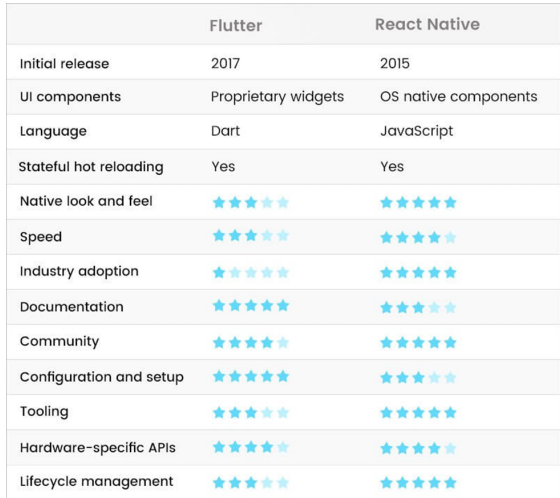 Flutter React Native
Initial release 2017 2015
UI components Proprietary widgets OS native components
Language Dart JavaScript
Stateful hot reloading Yes Yes
Native look and feel
Speed
Industry adoption
Documentation
Community
Configuration and setup
Tooling
Hardware-specific APIs
Lifecycle management